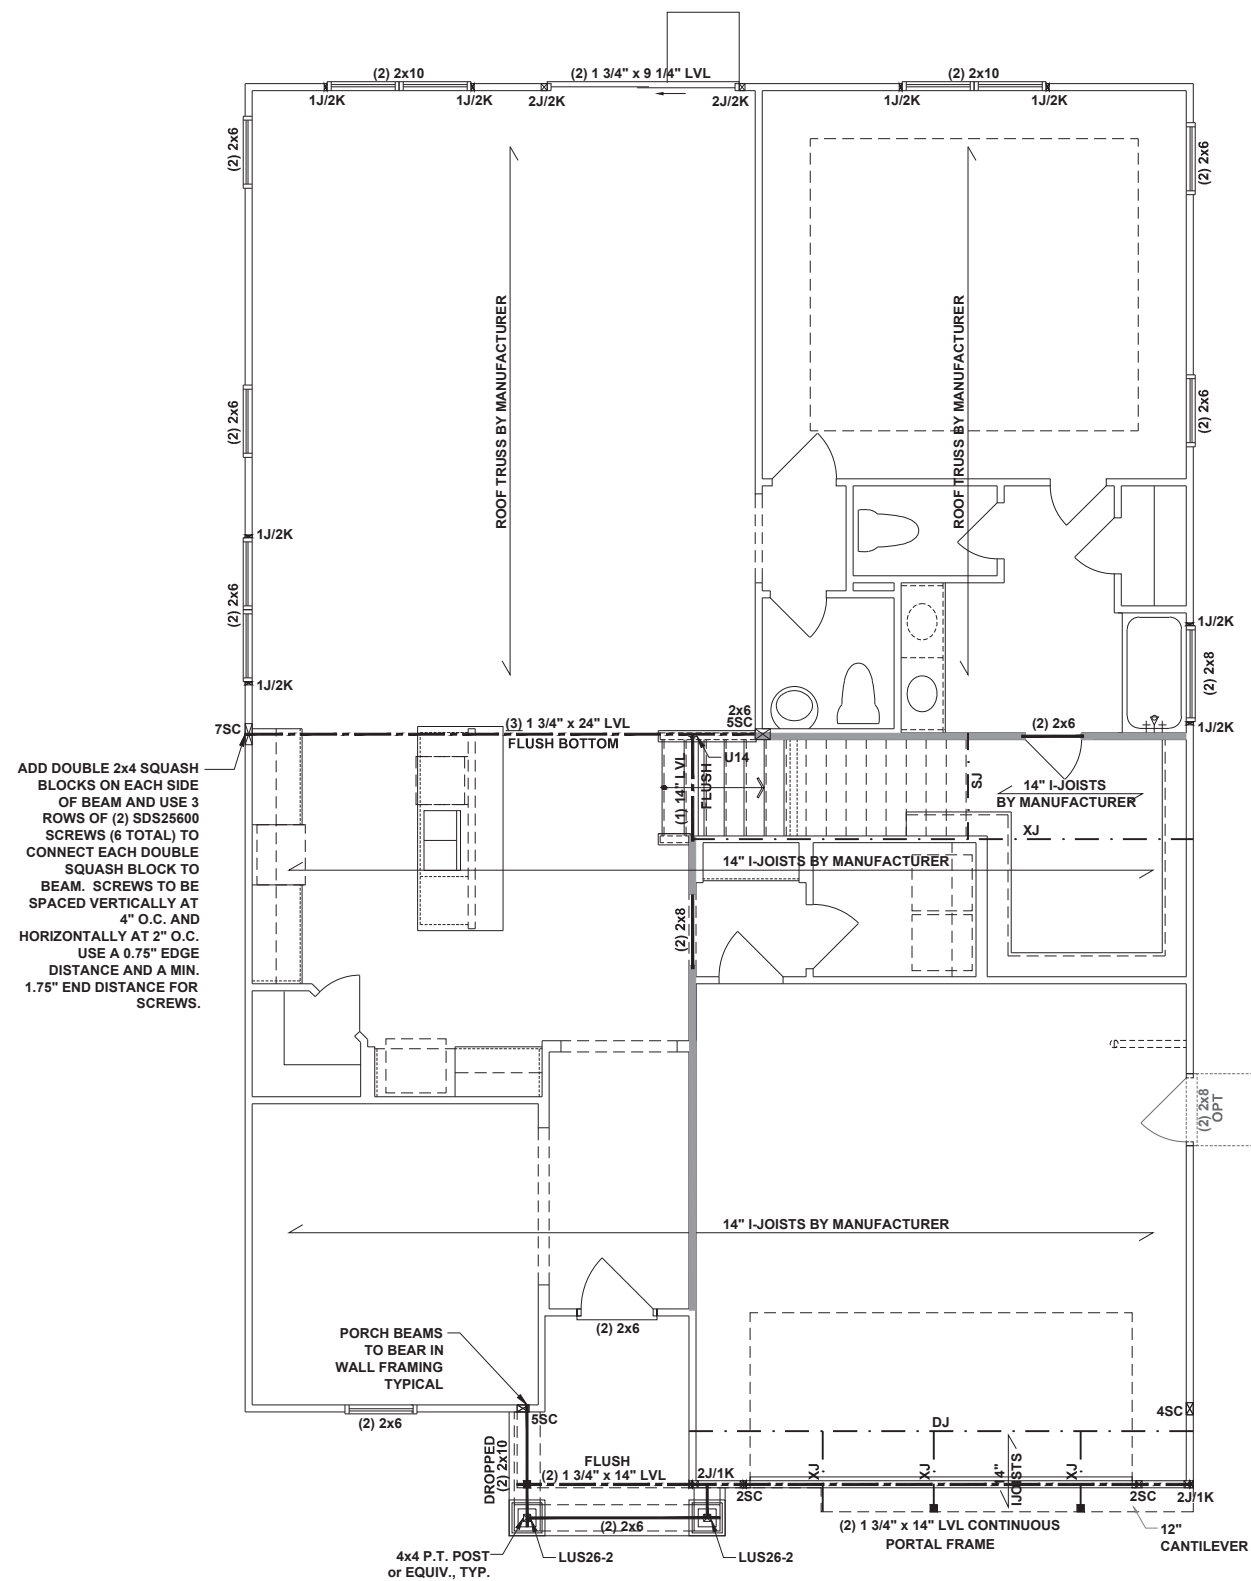 (2) 2x10
(2) 1 3/4" x 9 1/4" LVL
(2) 2x10
1J/2K
1J/2K
2J/2K
2J/2K
1J/2K
1J/2K
(2) 2x6
(2) 2x6
ROOF TRUSS BY MANUFACTURER
ROOF TRUSS BY MANUFACTURER
(2) 2x6
(2) 2x6
1J/2K
(2) 2x6
1J/2K
1J/2K
(2) 2x8
1J/2K
7SC
(3) 1 3/4" x 24" LVL
FLUSH BOTTOM
2x6
5SC
(2) 2x6
U14
(1) 14" LVL
FLUSH
SJ
14" I-JOISTS
BY MANUFACTURER
XJ
ADD DOUBLE 2x4 SQUASH
BLOCKS ON EACH SIDE
OF BEAM AND USE 3
ROWS OF (2) SDS25600
SCREWS (6 TOTAL) TO
CONNECT EACH DOUBLE
SQUASH BLOCK TO
BEAM. SCREWS TO BE
SPACED VERTICALLY AT
4" O.C. AND
HORIZONTALLY AT 2" O.C.
USE A 0.75" EDGE
DISTANCE AND A MIN.
1.75" END DISTANCE FOR
SCREWS.
14" I-JOISTS BY MANUFACTURER
(2) 2x8
(2) 2x8
OPT
14" I-JOISTS BY MANUFACTURER
(2) 2x6
PORCH BEAMS
TO BEAR IN
WALL FRAMING
TYPICAL
(2) 2x6
5SC
4SC
DJ
DROPPED
(2) 2x10
FLUSH
(2) 1 3/4" x 14" LVL
2J/1K
2SC
XJ
XJ
14"
IJOISTS
XJ
2SC
2J/1K
(2) 2x6
(2) 1 3/4" x 14" LVL CONTINUOUS
PORTAL FRAME
12"
CANTILEVER
4x4 P.T. POST
or EQUIV., TYP.
LUS26-2
LUS26-2